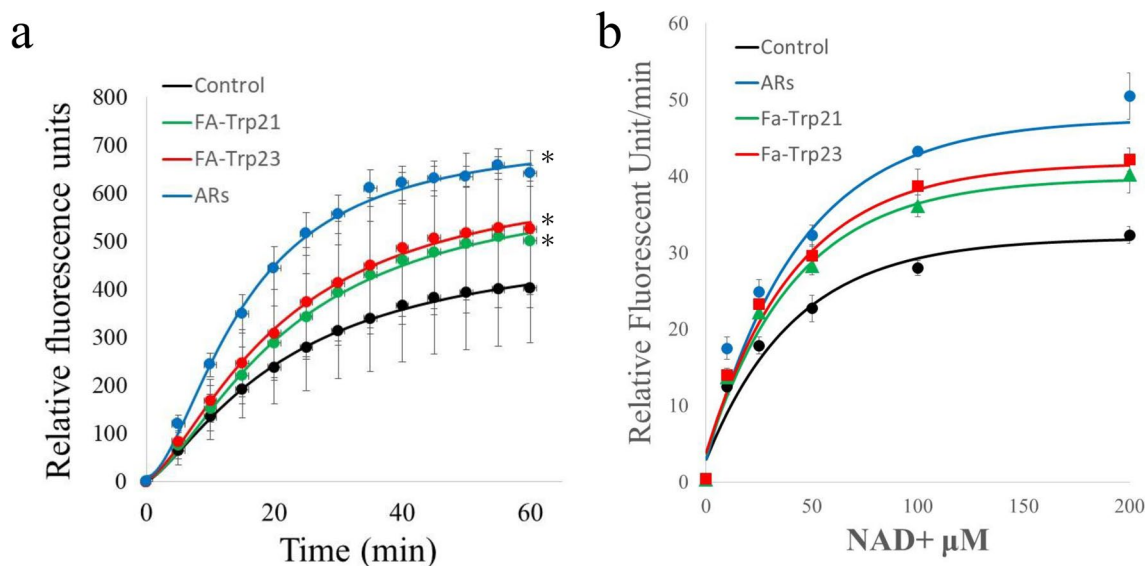 a
Relative fluorescence units
Control
FA-Trp21
FA-Trp23
ARs
800
700
600
500
400
300
200
100
0
*
*
*
0
20
40
60
Time (min)
b
Relative Fluorescent Unit/min
Control
ARs
Fa-Trp21
Fa-Trp23
60
50
40
30
20
10
0
0
50
100
150
200
NAD+ µM